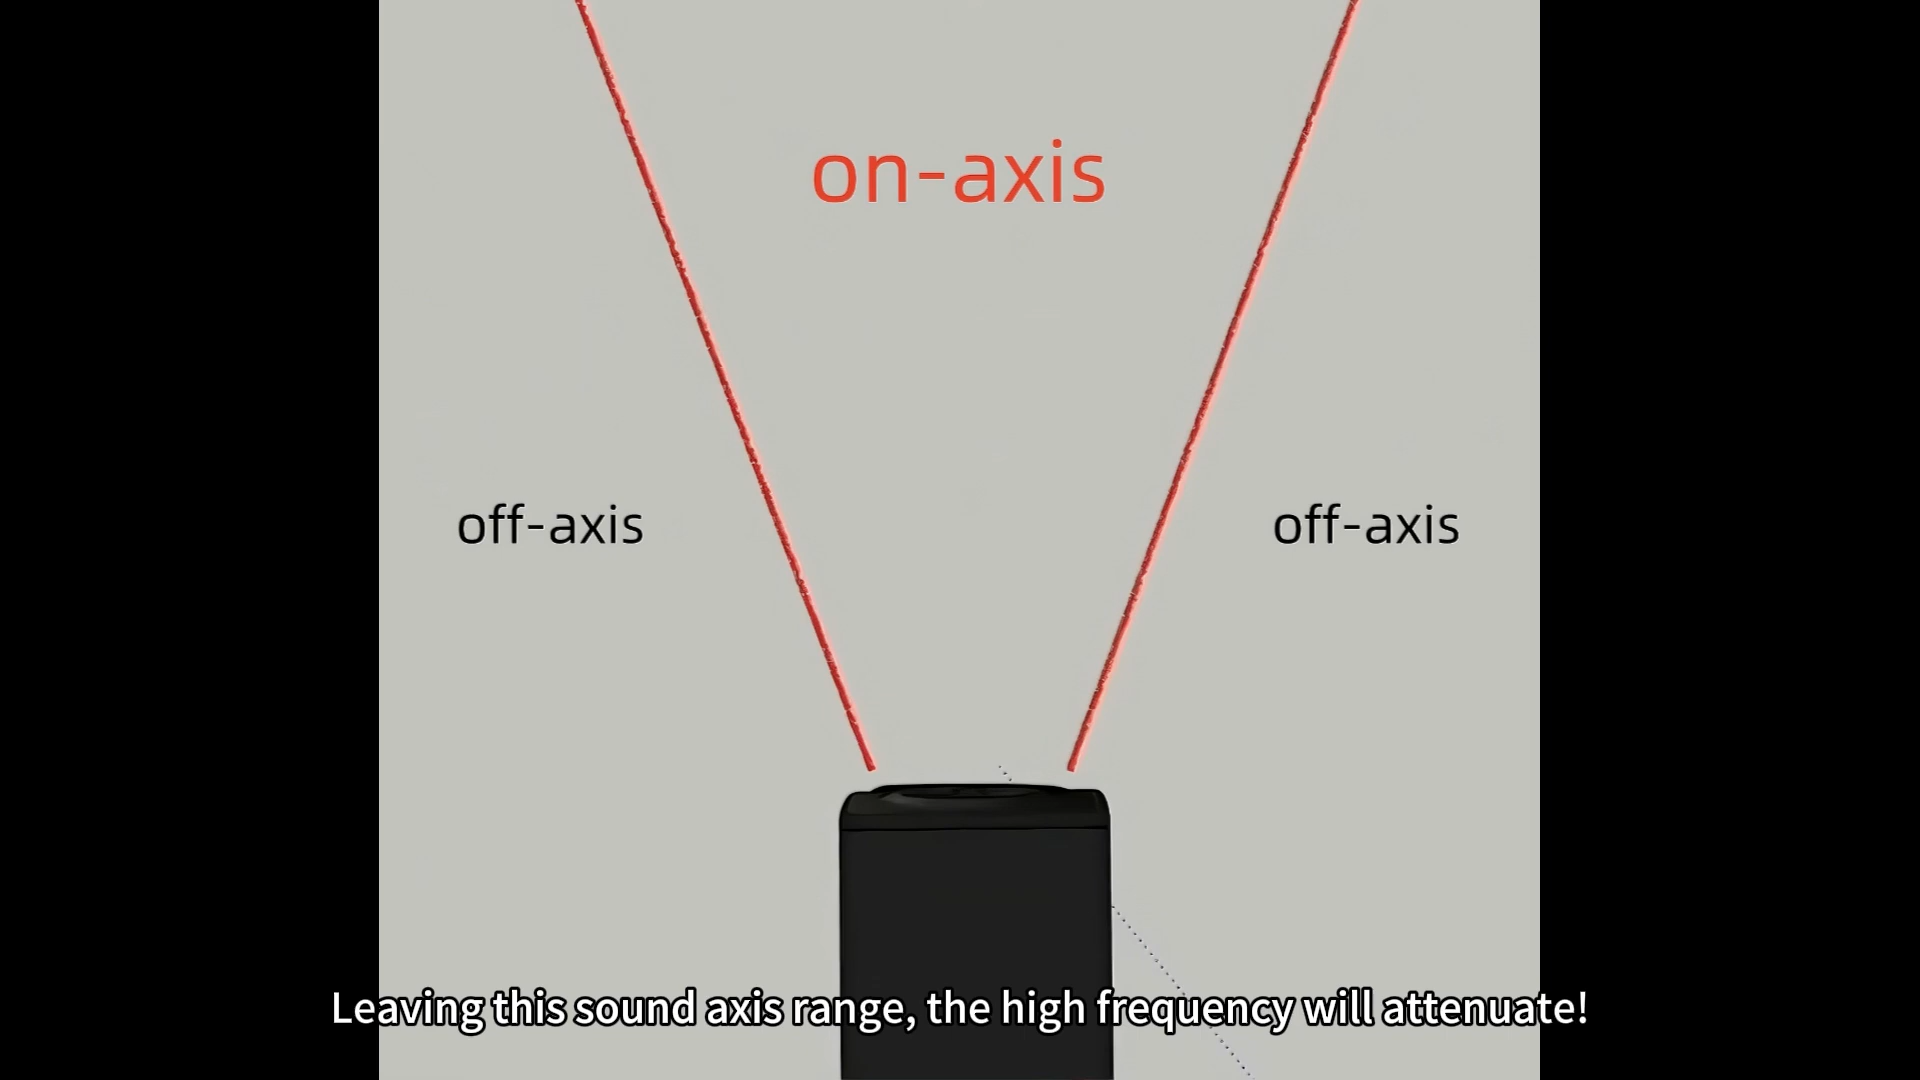 on-axis
off-axis
off-axis
Leaving this sound axis range, the high frequency will attenuate!